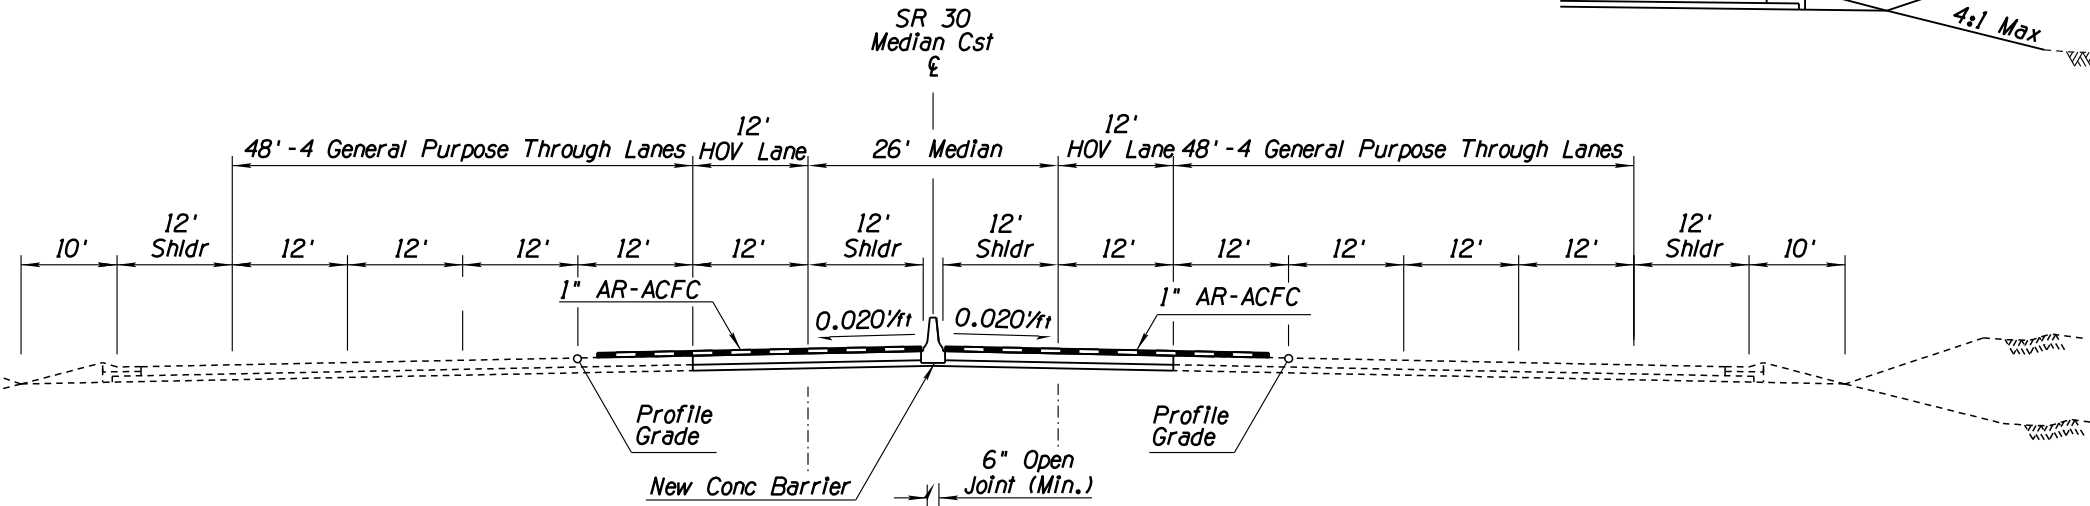 SR 30
Median Cst
℄
4:1 Max
12'
12'
48'-4 General Purpose Through Lanes
HOV Lane
26' Median
HOV Lane
48'-4 General Purpose Through Lanes
12'
12'
12'
12'
10'
Shldr
12'
12'
12'
12'
12'
Shldr
Shldr
12'
12'
12'
12'
12'
Shldr
10'
1" AR-ACFC
1" AR-ACFC
0.020'/ft
0.020'/ft
Profile
Grade
Profile
Grade
New Conc Barrier
6" Open
Joint (Min.)